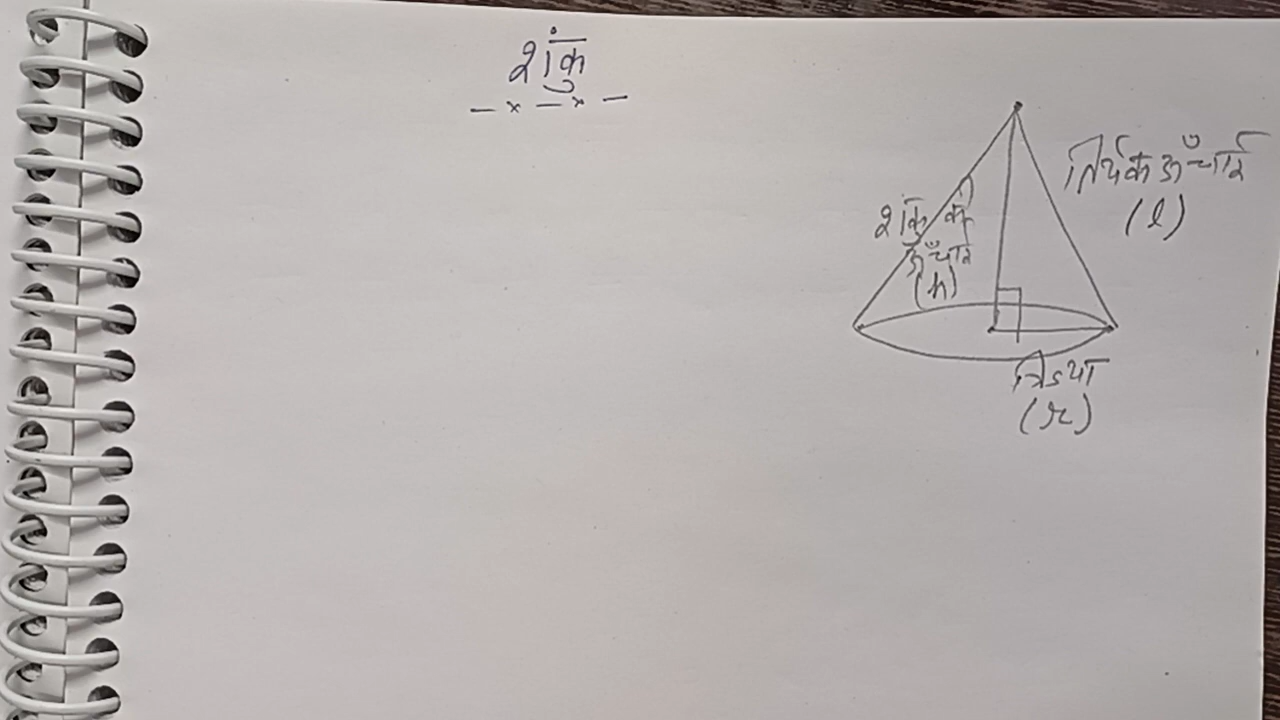 शंकु
तिर्यक ऊँचाई
(l)
शंकु की
ऊँचाई
(h)
त्रिज्या
(r)